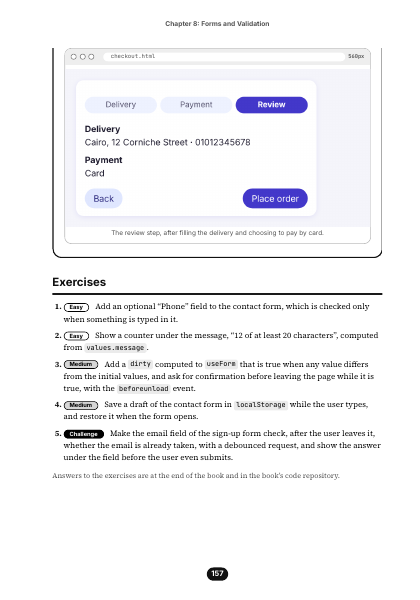 Chapter 8: Forms and Validation
checkout.html 560px
Delivery Payment Review
Delivery
Cairo, 12 Corniche Street · 01012345678
Payment
Card
Back Place order
The review step, after filling the delivery and choosing to pay by card.
Exercises
1. Easy Add an optional “Phone” field to the contact form, which is checked only
when something is typed in it.
2. Easy Show a counter under the message, “12 of at least 20 characters”, computed
from values.message.
3. Medium Add a dirty computed to useForm that is true when any value differs
from the initial values, and ask for confirmation before leaving the page while it is
true, with the beforeunload event.
4. Medium Save a draft of the contact form in localStorage while the user types,
and restore it when the form opens.
5. Challenge Make the email field of the sign-up form check, after the user leaves it,
whether the email is already taken, with a debounced request, and show the answer
under the field before the user even submits.
Answers to the exercises are at the end of the book and in the book's code repository.
157